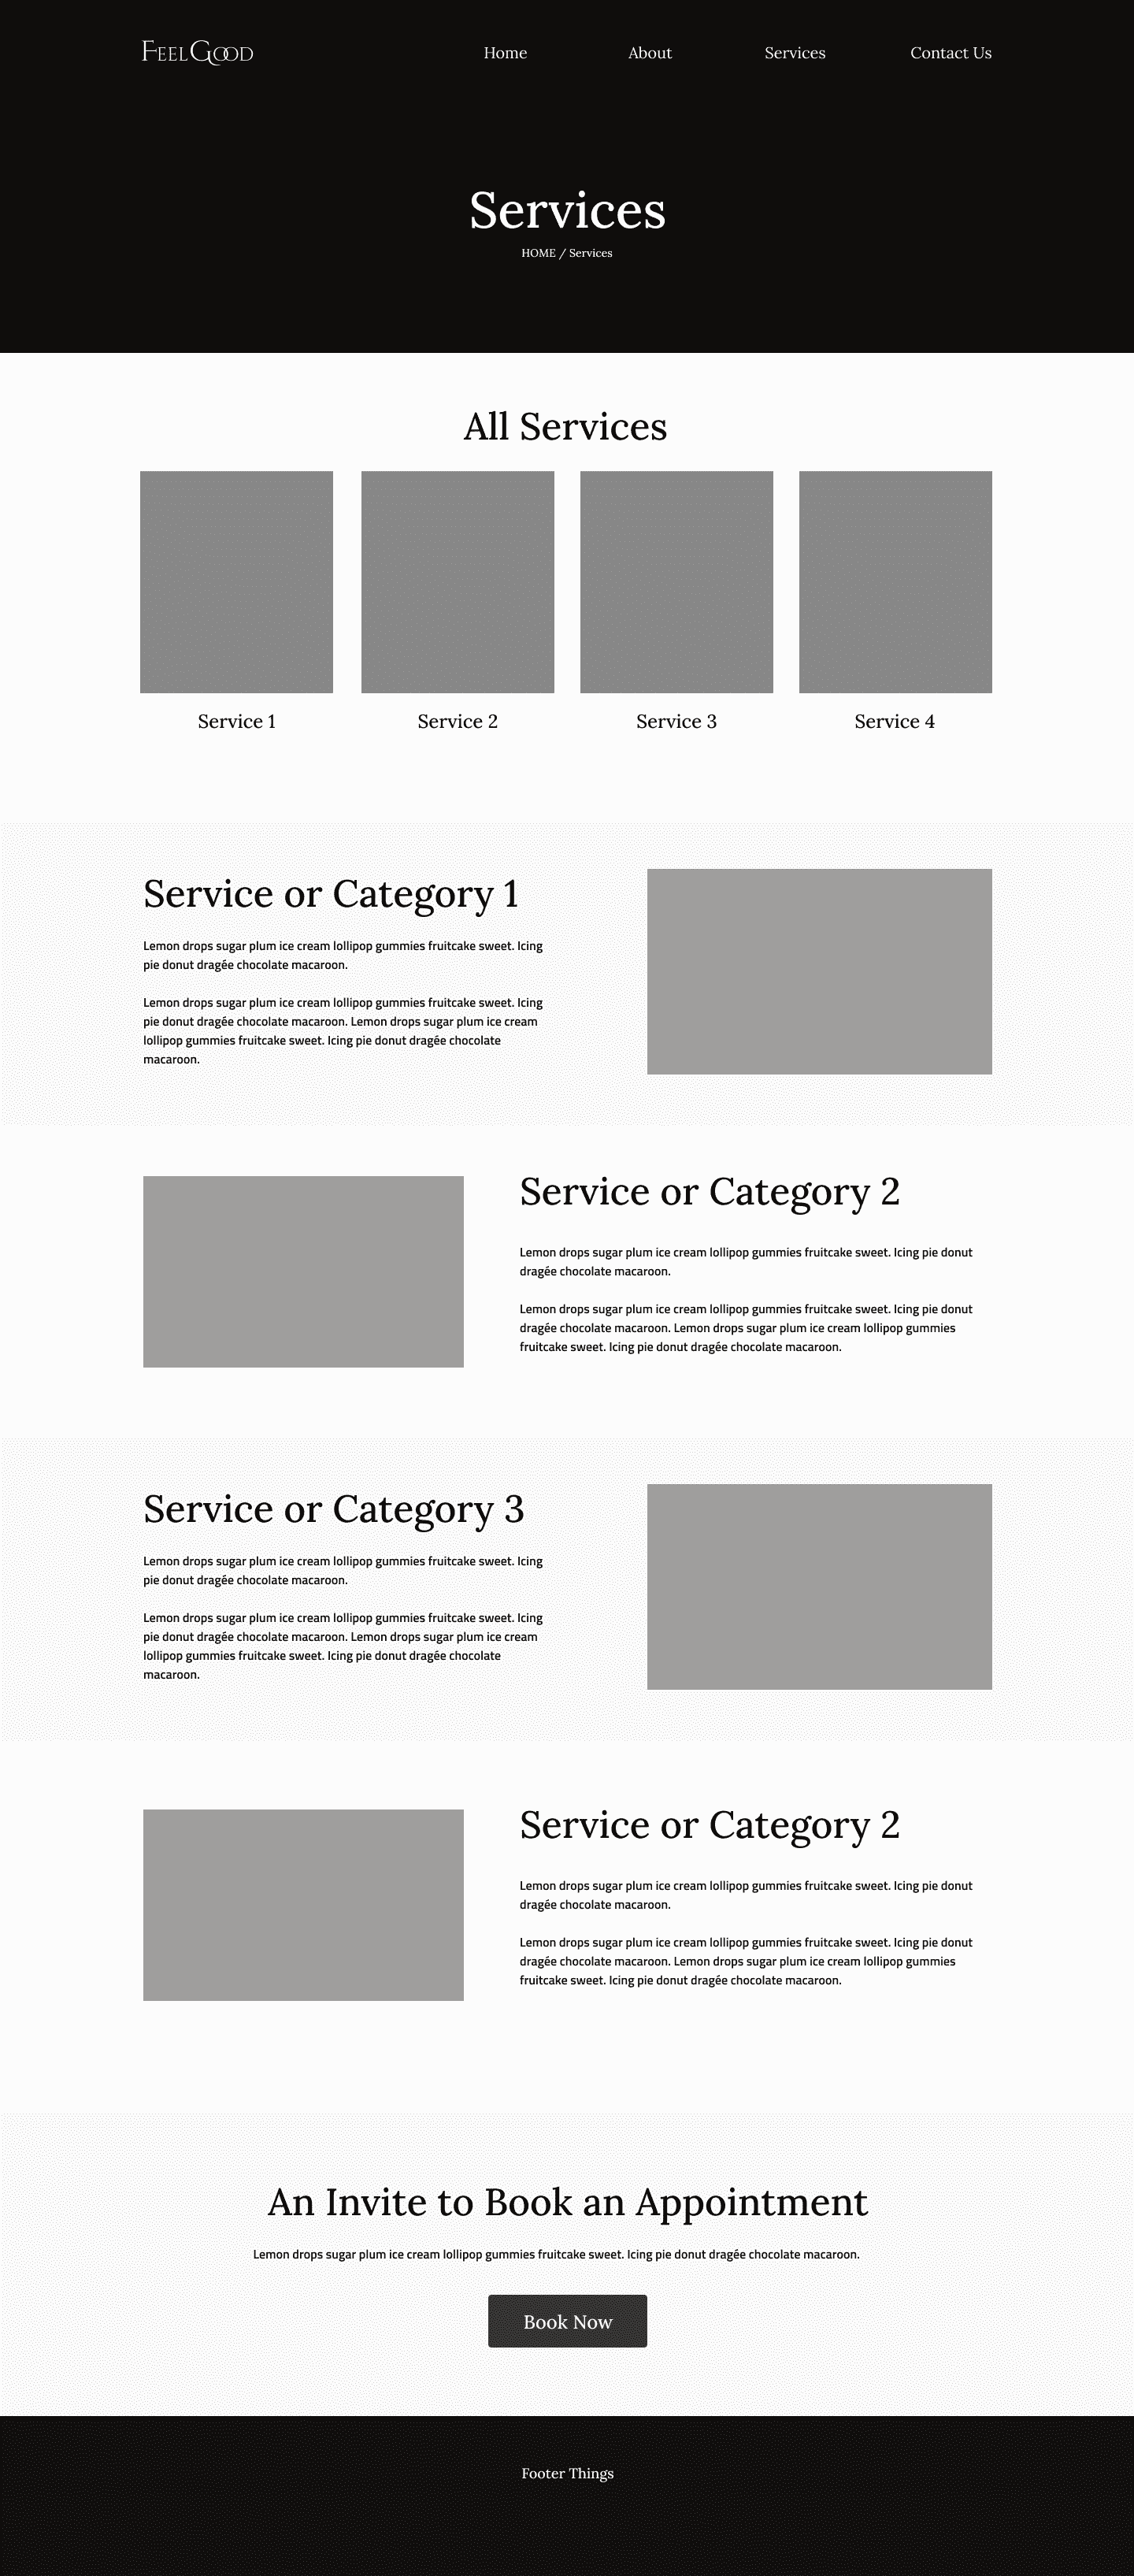 FeelGood
Home
About
Services
Contact Us
Services
HOME / Services
All Services
Service 1
Service 2
Service 3
Service 4
Service or Category 1
Lemon drops sugar plum ice cream lollipop gummies fruitcake sweet. Icing
pie donut dragée chocolate macaroon.
Lemon drops sugar plum ice cream lollipop gummies fruitcake sweet. Icing
pie donut dragée chocolate macaroon. Lemon drops sugar plum ice cream
lollipop gummies fruitcake sweet. Icing pie donut dragée chocolate
macaroon.
Service or Category 2
Lemon drops sugar plum ice cream lollipop gummies fruitcake sweet. Icing pie donut
dragée chocolate macaroon.
Lemon drops sugar plum ice cream lollipop gummies fruitcake sweet. Icing pie donut
dragée chocolate macaroon. Lemon drops sugar plum ice cream lollipop gummies
fruitcake sweet. Icing pie donut dragée chocolate macaroon.
Service or Category 3
Lemon drops sugar plum ice cream lollipop gummies fruitcake sweet. Icing
pie donut dragée chocolate macaroon.
Lemon drops sugar plum ice cream lollipop gummies fruitcake sweet. Icing
pie donut dragée chocolate macaroon. Lemon drops sugar plum ice cream
lollipop gummies fruitcake sweet. Icing pie donut dragée chocolate
macaroon.
Service or Category 2
Lemon drops sugar plum ice cream lollipop gummies fruitcake sweet. Icing pie donut
dragée chocolate macaroon.
Lemon drops sugar plum ice cream lollipop gummies fruitcake sweet. Icing pie donut
dragée chocolate macaroon. Lemon drops sugar plum ice cream lollipop gummies
fruitcake sweet. Icing pie donut dragée chocolate macaroon.
An Invite to Book an Appointment
Lemon drops sugar plum ice cream lollipop gummies fruitcake sweet. Icing pie donut dragée chocolate macaroon.
Book Now
Footer Things